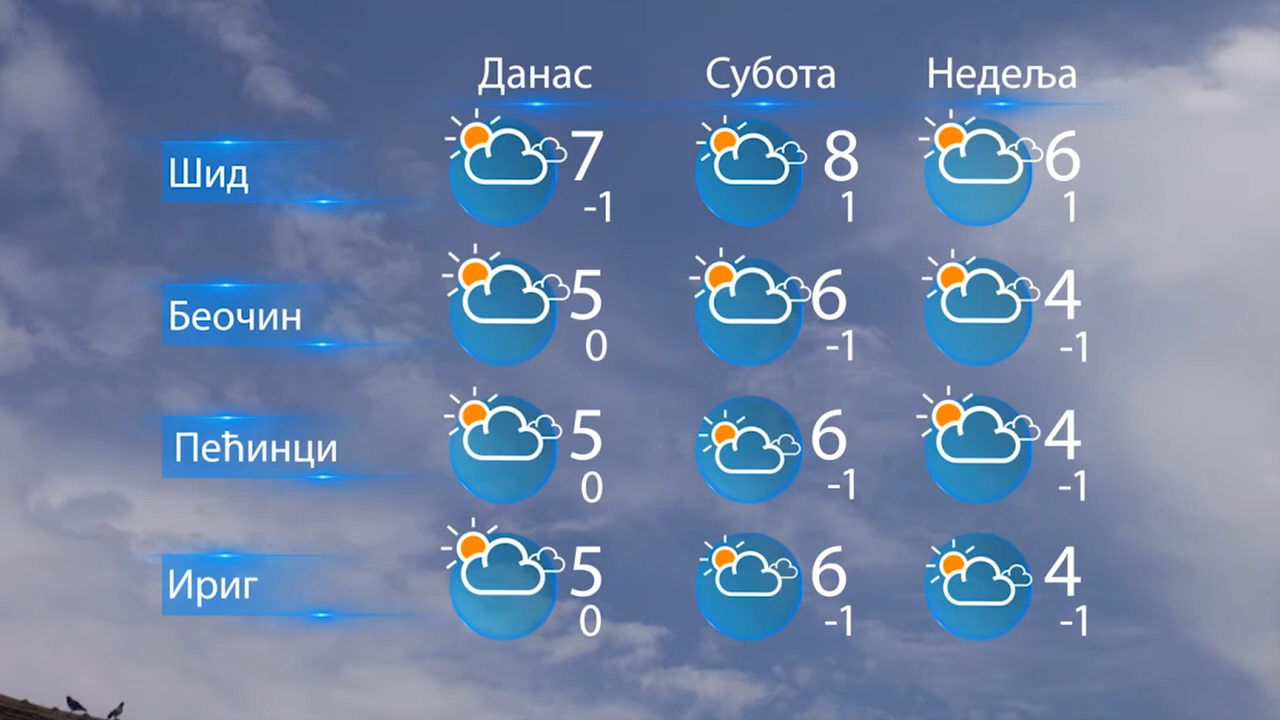 Данас Субота Недеља
Шид 7 8 6
-1 1 1
Беочин 5 6 4
0 -1 -1
Пећинци 5 6 4
0 -1 -1
Ириг 5 6 4
0 -1 -1